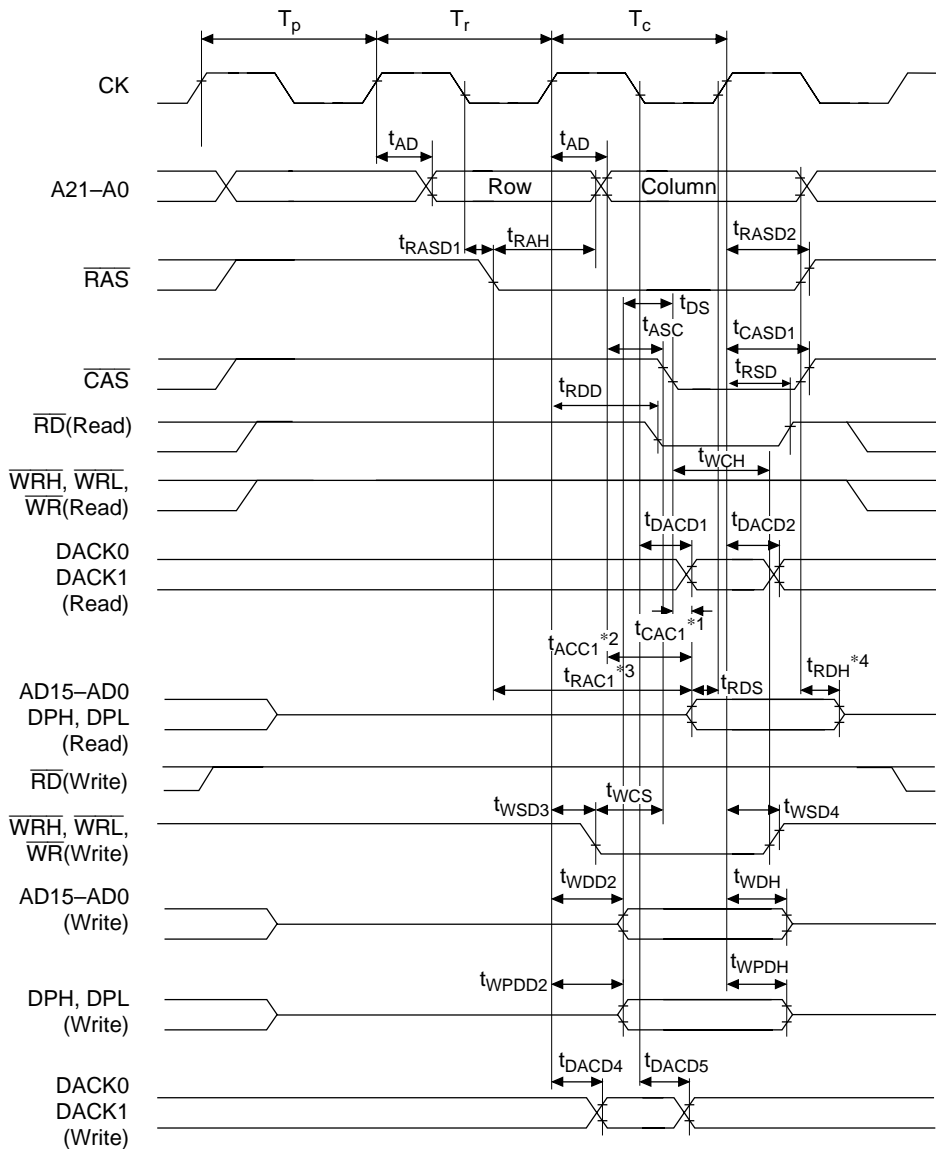 Tp Tr Tc
CK
tAD tAD
A21–A0 Row Column
tRASD1 tRAH tRASD2
RAS
tDS
tASC tCASD1
CAS tRSD
tRDD
RD(Read)
tWCH
WRH, WRL,
WR(Read)
tDACD1 tDACD2
DACK0
DACK1
(Read)
tACC1*2 tCAC1*1
tRAC1*3 tRDS tRDH*4
AD15–AD0
DPH, DPL
(Read)
RD(Write)
tWSD3 tWCS tWSD4
WRH, WRL,
WR(Write)
tWDD2 tWDH
AD15–AD0
(Write)
tWPDD2 tWPDH
DPH, DPL
(Write)
tDACD4 tDACD5
DACK0
DACK1
(Write)